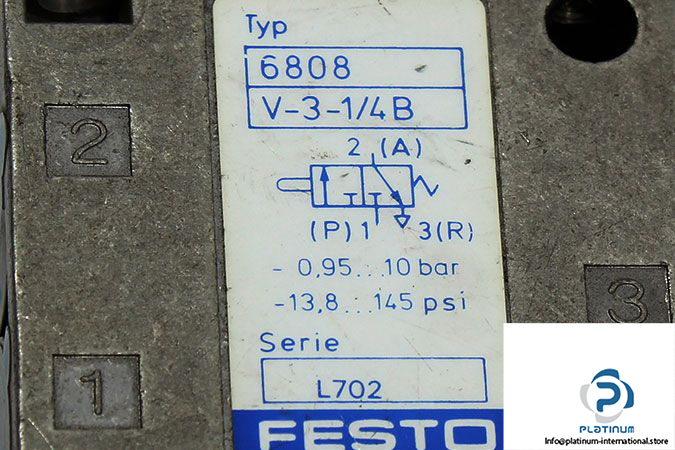 Typ
6808
V-3-1/4 B
2 (A)
(P) 1 3(R)
- 0,95...10 bar
-13,8...145 psi
Serie
L702
FESTO
2
1
3
PLATINUM
Info@platinum-international.store